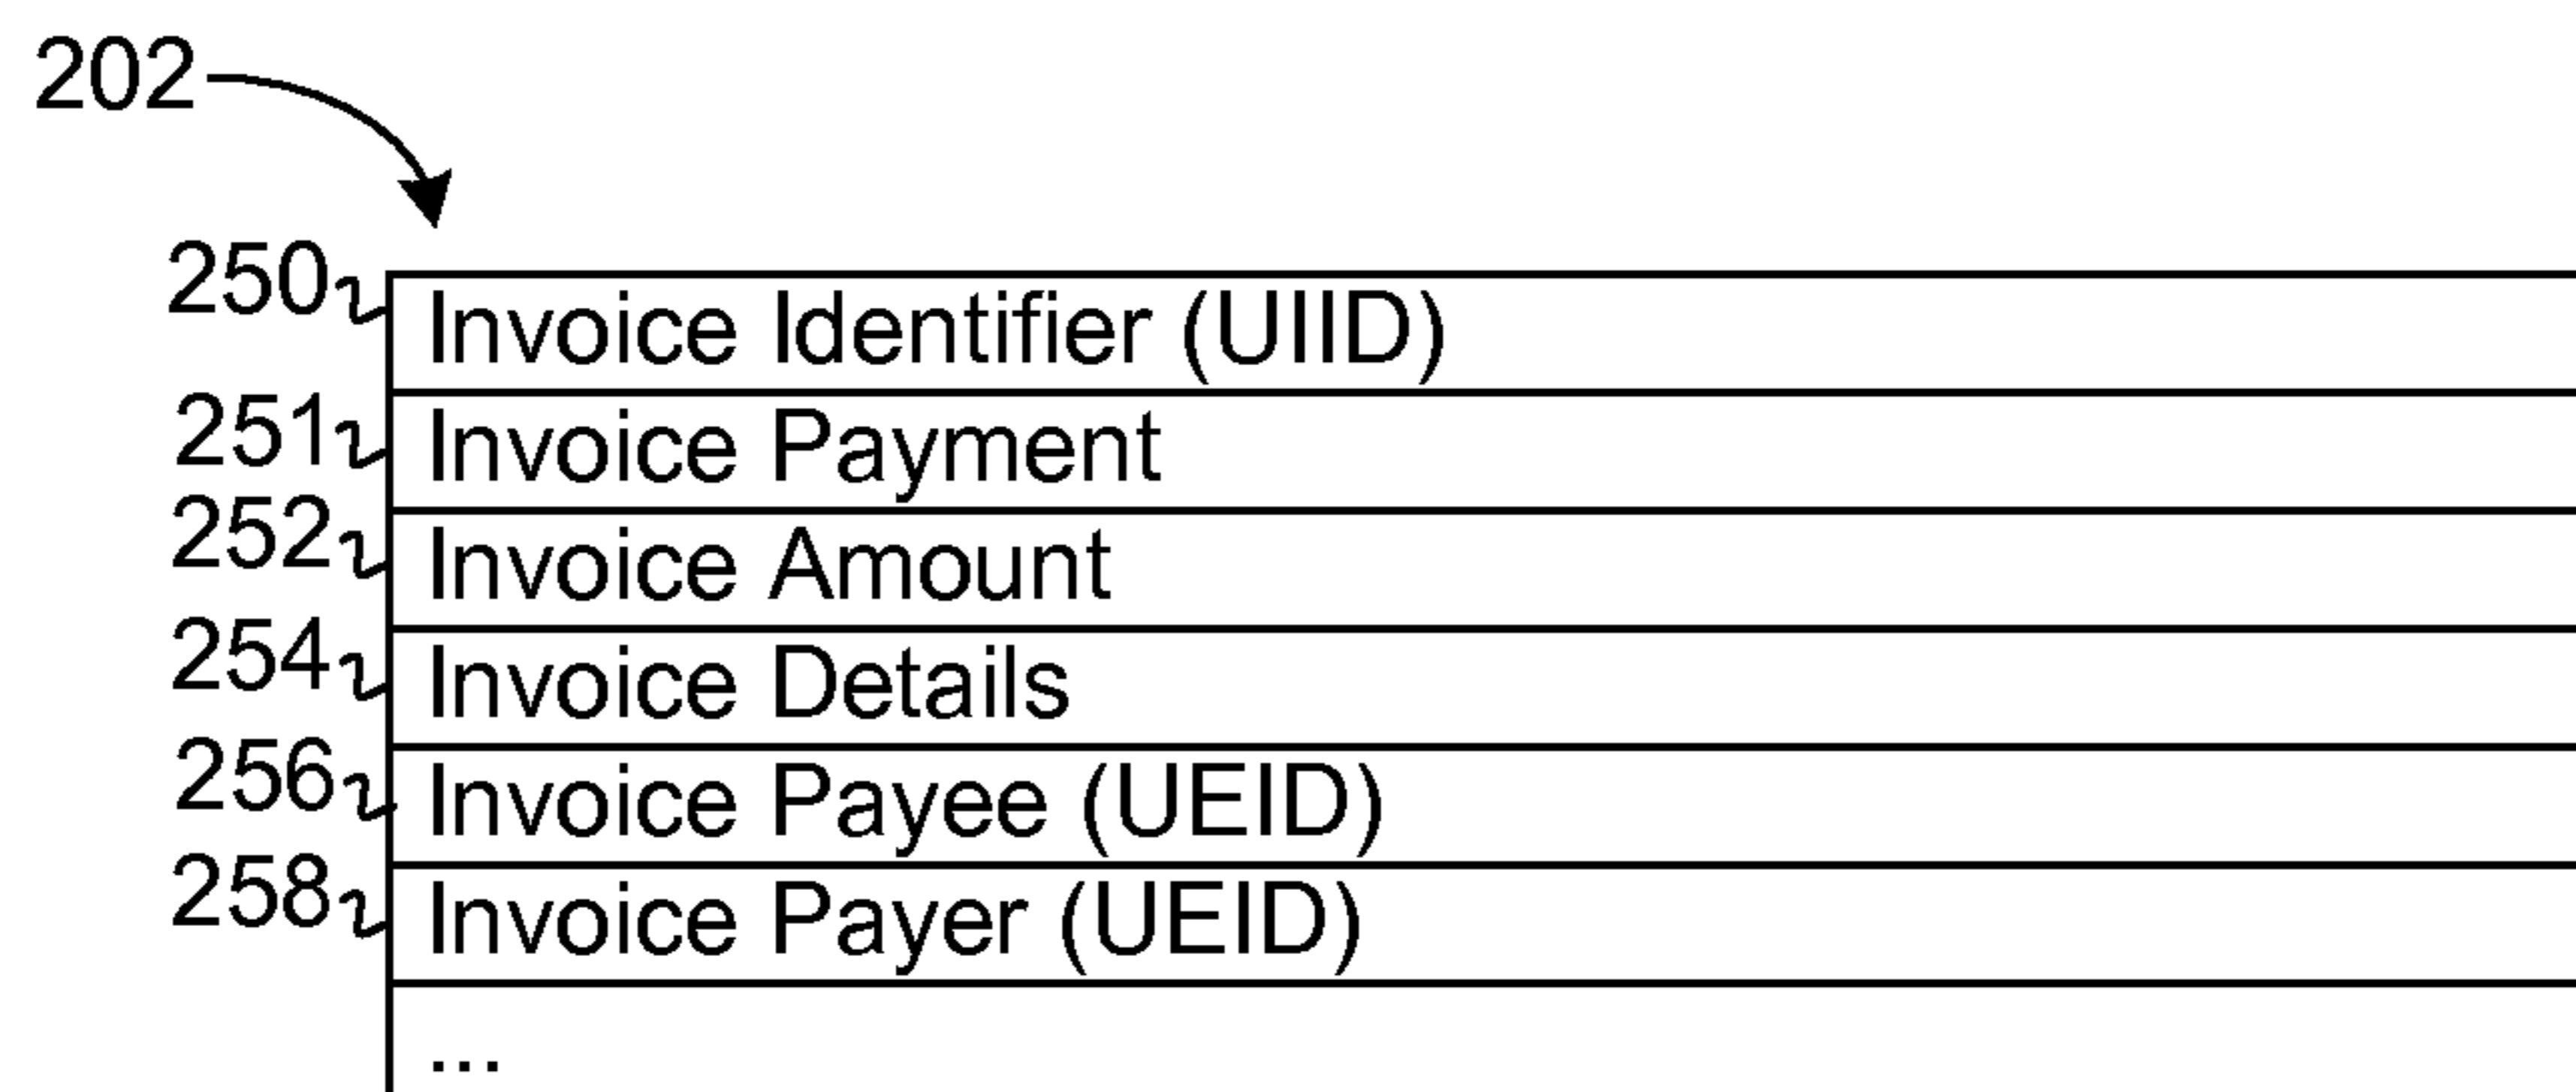 202
250 Invoice Identifier (UIID)
251 Invoice Payment
252 Invoice Amount
254 Invoice Details
256 Invoice Payee (UEID)
258 Invoice Payer (UEID)
...